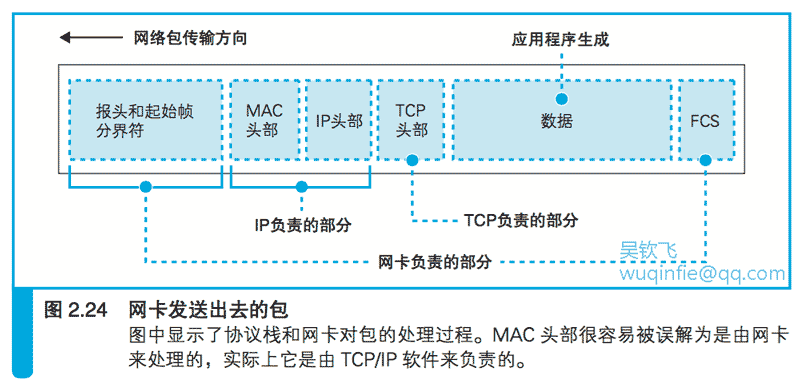 网络包传输方向
应用程序生成
报头和起始帧
分界符
MAC
头部
IP头部
TCP
头部
数据
FCS
IP负责的部分
TCP负责的部分
网卡负责的部分
吴钦飞
wuqinfie@qq.com
图 2.24 网卡发送出去的包
图中显示了协议栈和网卡对包的处理过程。MAC 头部很容易被误解为是由网卡
来处理的，实际上它是由 TCP/IP 软件来负责的。